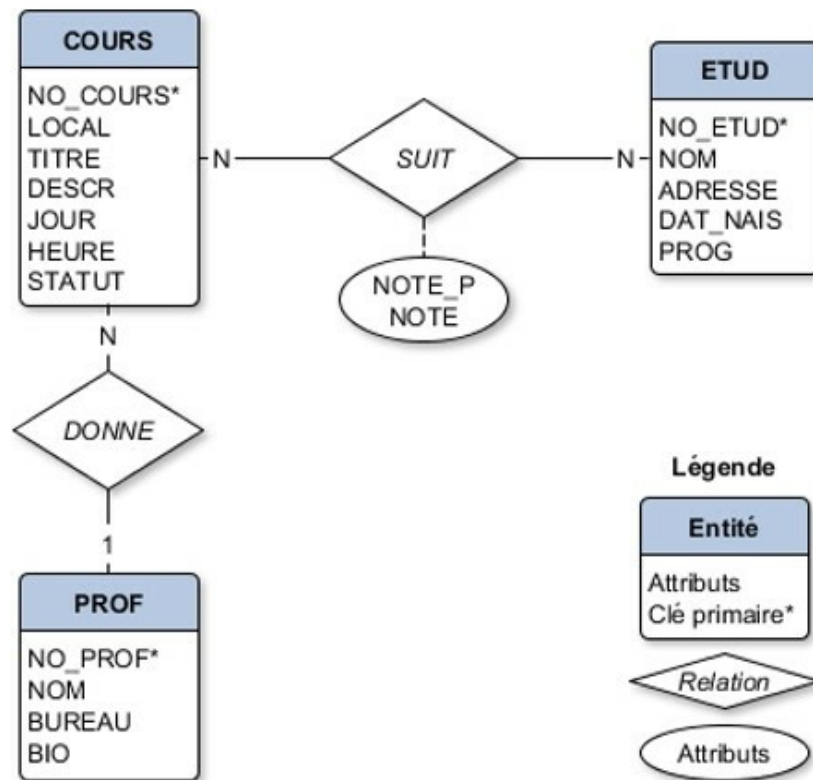 COURS
NO_COURS*
LOCAL
TITRE
DESCR
JOUR
HEURE
STATUT
N
SUIT
N
ETUD
NO_ETUD*
NOM
ADRESSE
DAT_NAIS
PROG
NOTE_P
NOTE
N
DONNE
1
PROF
NO_PROF*
NOM
BUREAU
BIO
Légende
Entité
Attributs
Clé primaire*
Relation
Attributs